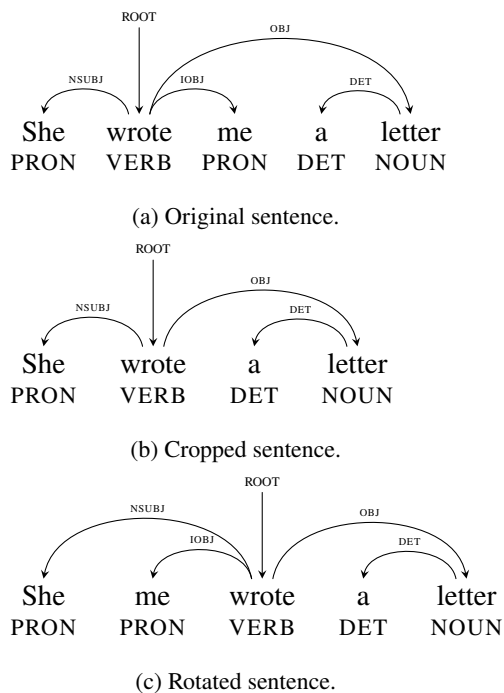 ROOT
OBJ
NSUBJ IOBJ DET
She wrote me a letter
PRON VERB PRON DET NOUN
(a) Original sentence.
ROOT
NSUBJ OBJ
DET
She wrote a letter
PRON VERB DET NOUN
(b) Cropped sentence.
ROOT
NSUBJ OBJ
IOBJ DET
She me wrote a letter
PRON PRON VERB DET NOUN
(c) Rotated sentence.